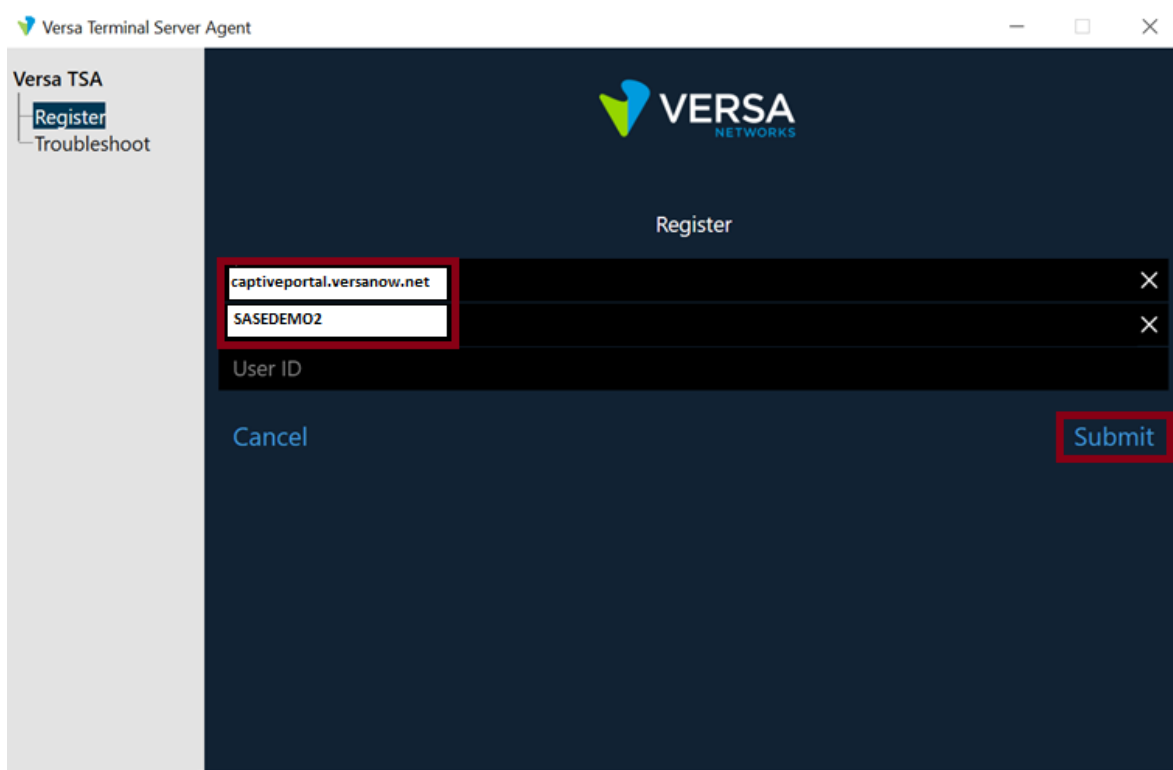 Versa Terminal Server Agent
Versa TSA
Register
Troubleshoot
VERSA
NETWORKS
Register
captiveportal.versanow.net
SASEDEMO2
User ID
Cancel
Submit